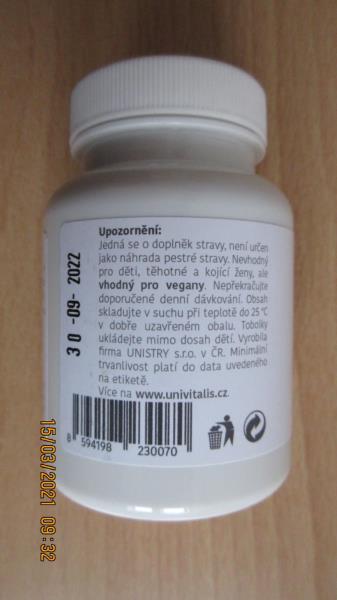 Upozornění:
Jedná se o doplněk stravy, není určen
jako náhrada pestré stravy. Nevhodný
pro děti, těhotné a kojící ženy, ale
vhodný pro vegany. Nepřekračujte
doporučené denní dávkování. Obsah
skladujte v suchu při teplotě do 25 °C
v dobře uzavřeném obalu. Tobolky
ukládejte mimo dosah dětí. Vyrobila
firma UNISTRY s.r.o. v ČR. Minimální
trvanlivost platí do data uvedeného
na etiketě.
Více na www.univitalis.cz
8 594198 230070
30 -09- 2022
15/03/2021 09:32